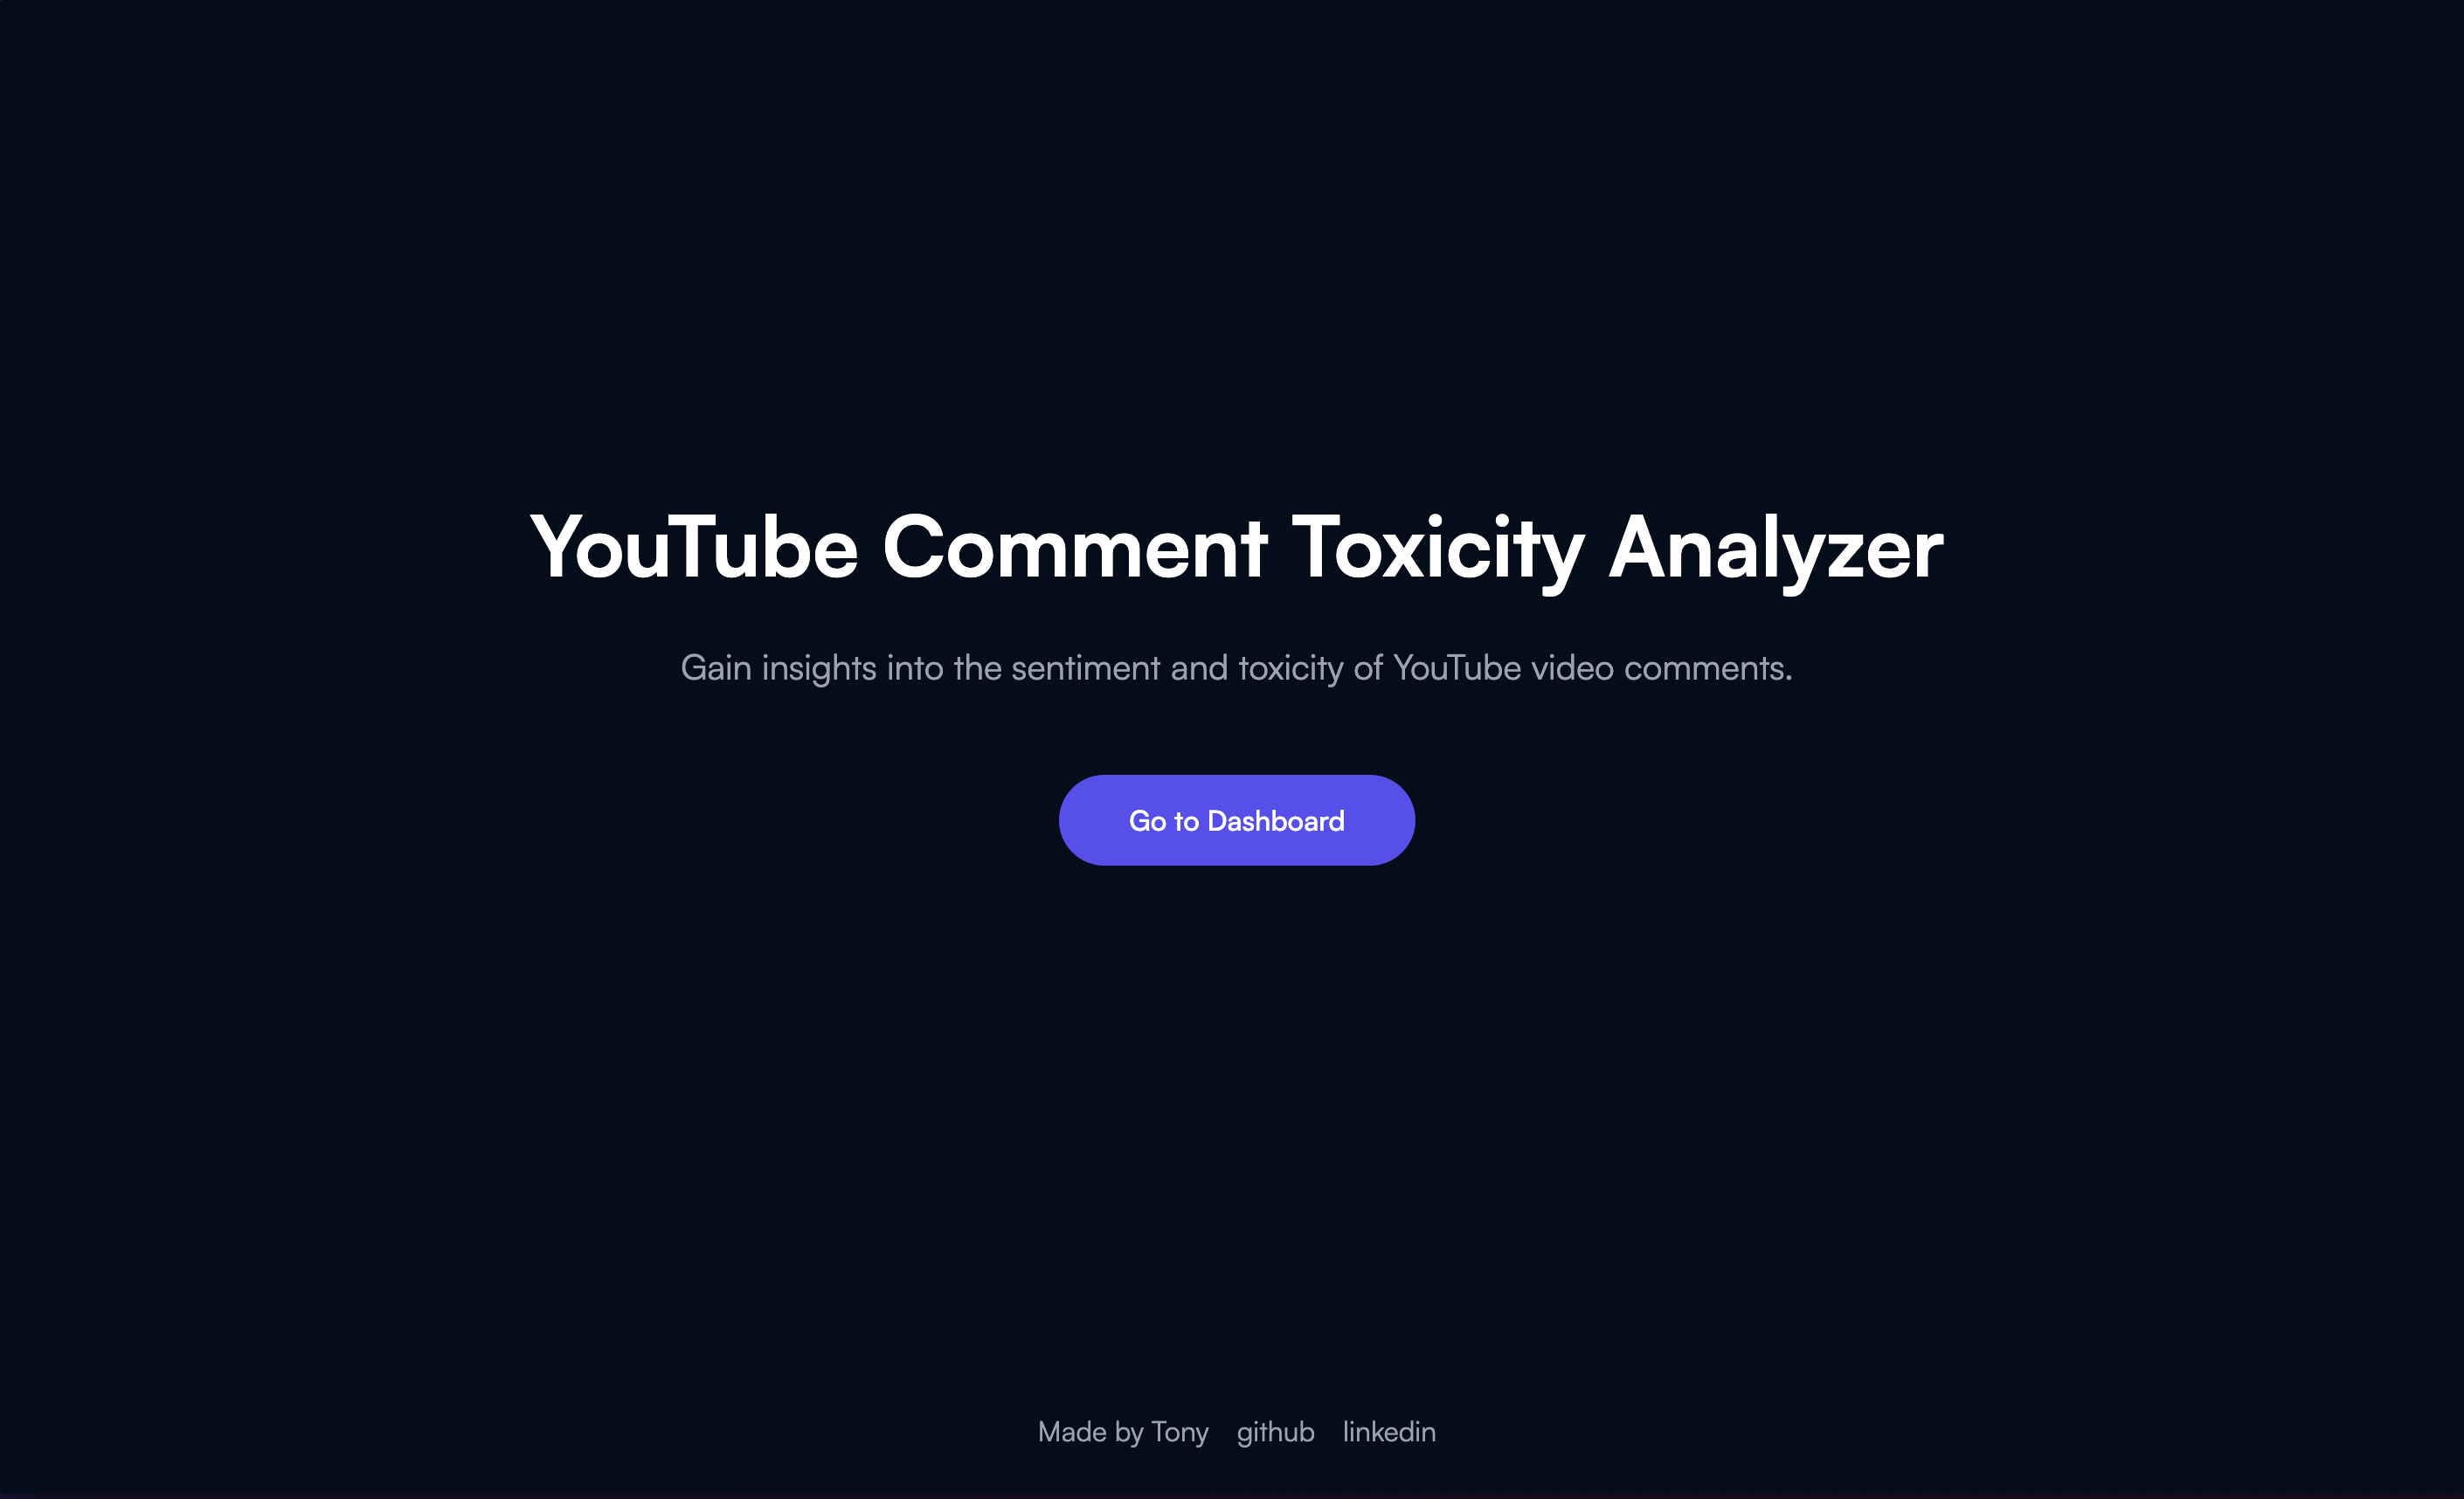 YouTube Comment Toxicity Analyzer
Gain insights into the sentiment and toxicity of YouTube video comments.
Go to Dashboard
Made by Tony github linkedin